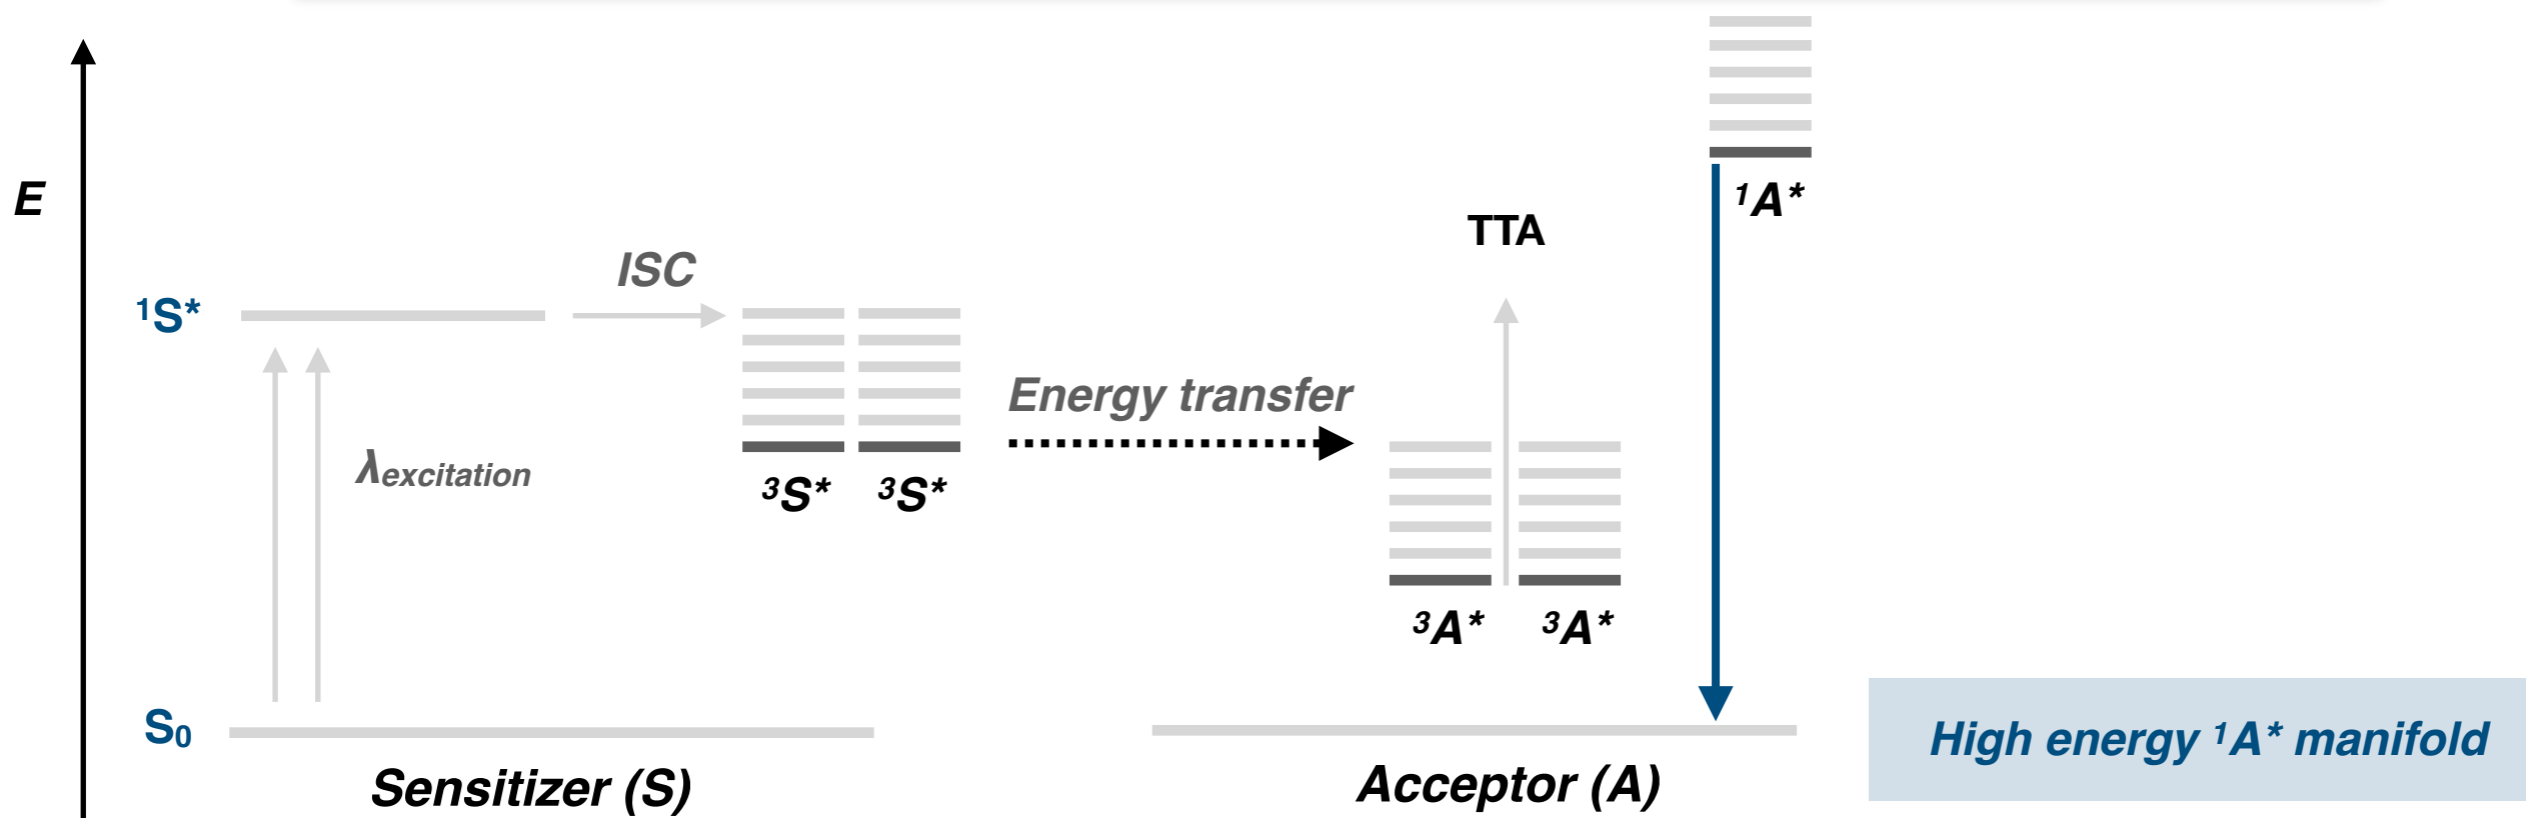 E
¹S*
ISC
λexcitation
³S* ³S*
S₀
Sensitizer (S)
Energy transfer
TTA
¹A*
³A* ³A*
Acceptor (A)
High energy ¹A* manifold